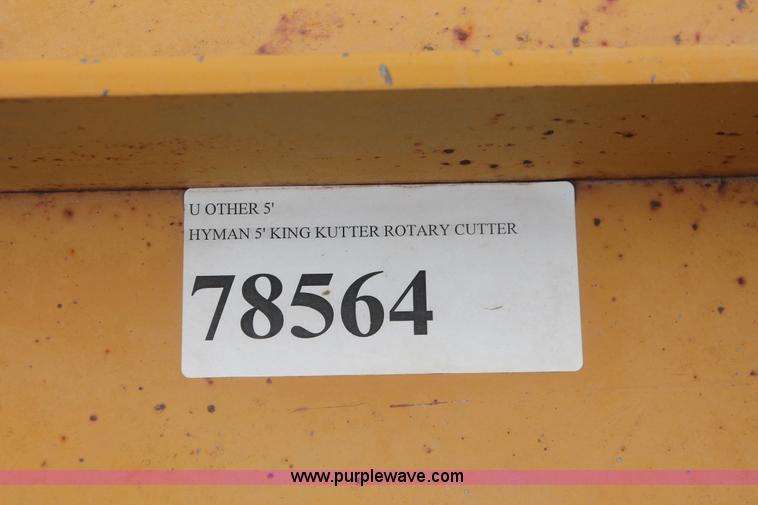 U OTHER 5'
HYMAN 5' KING KUTTER ROTARY CUTTER
78564
www.purplewave.com